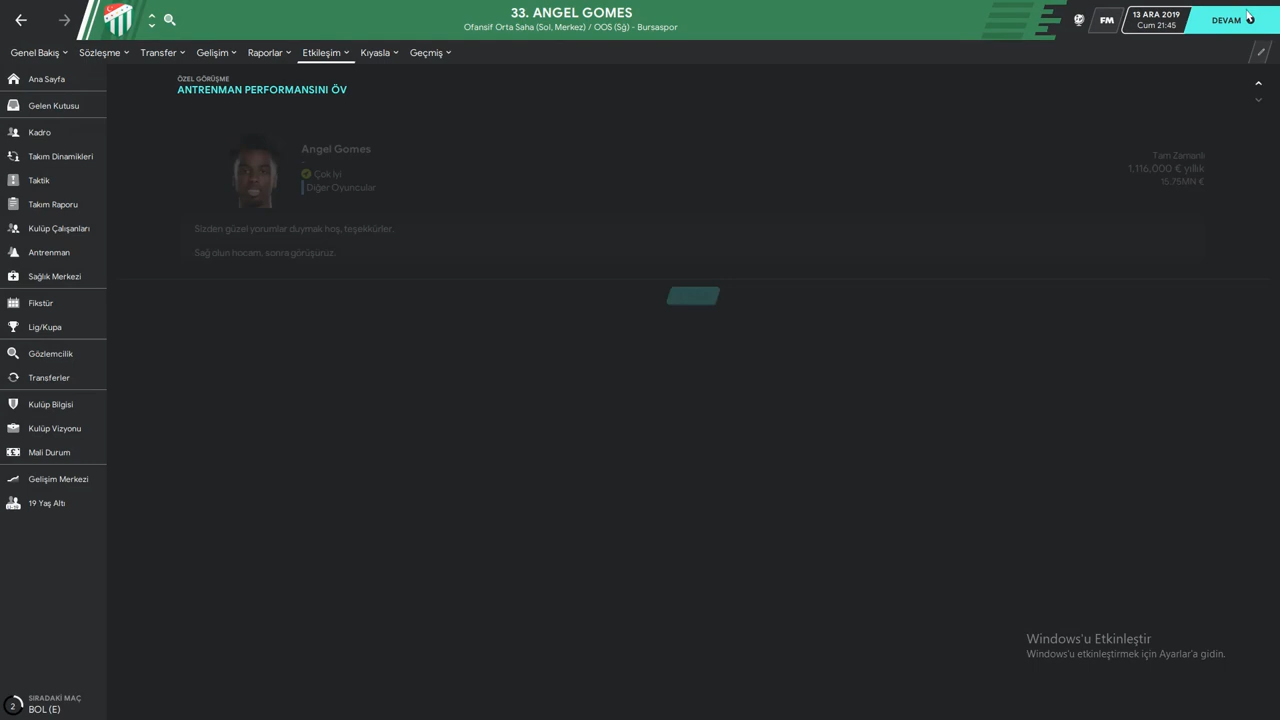 33. ANGEL GOMES
Ofansif Orta Saha (Sol, Merkez) / OOS (Sğ) - Bursaspor
FM
13 ARA 2019
Cum 21:45
DEVAM
Genel Bakış
Sözleşme
Transfer
Gelişim
Raporlar
Etkileşim
Kıyasla
Geçmiş
Ana Sayfa
Gelen Kutusu
Kadro
Takım Dinamikleri
Taktik
Takım Raporu
Kulüp Çalışanları
Antrenman
Sağlık Merkezi
Fikstür
Lig/Kupa
Gözlemcilik
Transferler
Kulüp Bilgisi
Kulüp Vizyonu
Mali Durum
Gelişim Merkezi
19 Yaş Altı
2
SIRADAKİ MAÇ
BOL (E)
ÖZEL GÖRÜŞME
ANTRENMAN PERFORMANSINI ÖV
Angel Gomes
-
Çok İyi
Diğer Oyuncular
Tam Zamanlı
1,116,000 € yıllık
15.75MN €
Sizden güzel yorumlar duymak hoş, teşekkürler.
Sağ olun hocam, sonra görüşürüz.
Windows'u Etkinleştir
Windows'u etkinleştirmek için Ayarlar'a gidin.